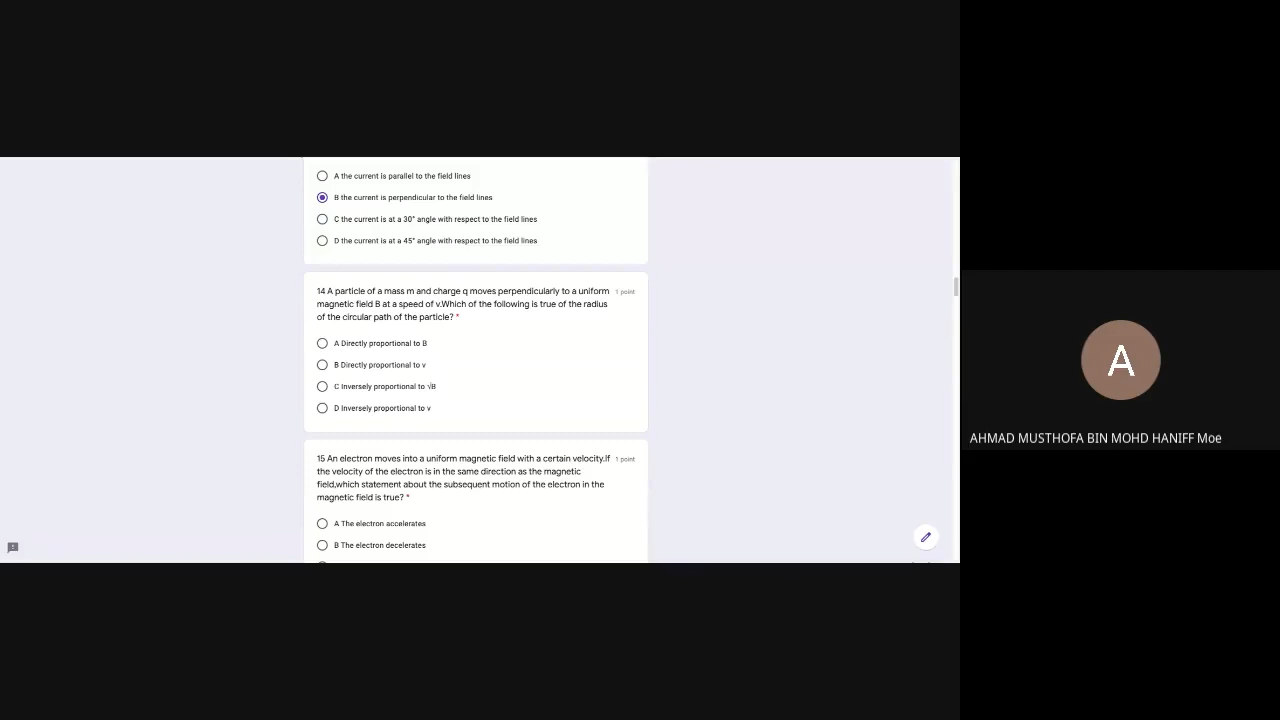 A the current is parallel to the field lines
B the current is perpendicular to the field lines
C the current is at a 30° angle with respect to the field lines
D the current is at a 45° angle with respect to the field lines
14 A particle of a mass m and charge q moves perpendicularly to a uniform 1 point
magnetic field B at a speed of v.Which of the following is true of the radius
of the circular path of the particle? *
A Directly proportional to B
B Directly proportional to v
C Inversely proportional to √B
D Inversely proportional to v
15 An electron moves into a uniform magnetic field with a certain velocity.If 1 point
the velocity of the electron is in the same direction as the magnetic
field,which statement about the subsequent motion of the electron in the
magnetic field is true? *
A The electron accelerates
B The electron decelerates
A
AHMAD MUSTHOFA BIN MOHD HANIFF Moe